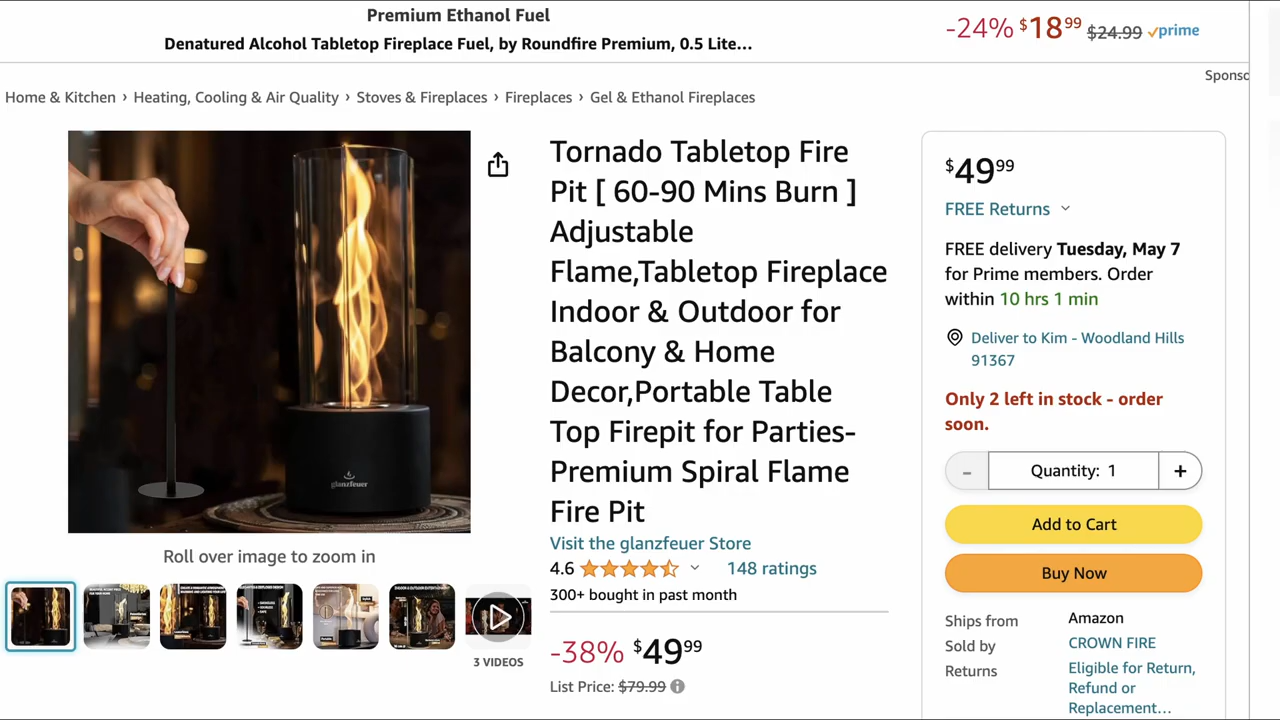 Premium Ethanol Fuel
Denatured Alcohol Tabletop Fireplace Fuel, by Roundfire Premium, 0.5 Lite...
-24% $18.99 $24.99 prime
Sponso
Home & Kitchen › Heating, Cooling & Air Quality › Stoves & Fireplaces › Fireplaces › Gel & Ethanol Fireplaces
glanzfeuer
Roll over image to zoom in
3 VIDEOS
Tornado Tabletop Fire
Pit [ 60-90 Mins Burn ]
Adjustable
Flame,Tabletop Fireplace
Indoor & Outdoor for
Balcony & Home
Decor,Portable Table
Top Firepit for Parties-
Premium Spiral Flame
Fire Pit
Visit the glanzfeuer Store
4.6 148 ratings
300+ bought in past month
-38% $49.99
List Price: $79.99
$49.99
FREE Returns
FREE delivery Tuesday, May 7
for Prime members. Order
within 10 hrs 1 min
Deliver to Kim - Woodland Hills
91367
Only 2 left in stock - order
soon.
- Quantity: 1 +
Add to Cart
Buy Now
Ships from Amazon
Sold by CROWN FIRE
Returns Eligible for Return,
Refund or
Replacement...